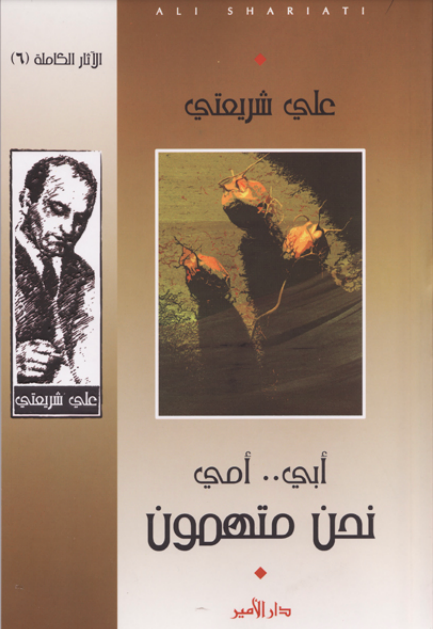 ALI SHARIATI
الآثار الكاملة (٦)
علي شريعتي
علي شريعتي
أبي.. أمي
نحن متهمون
دار الأمير